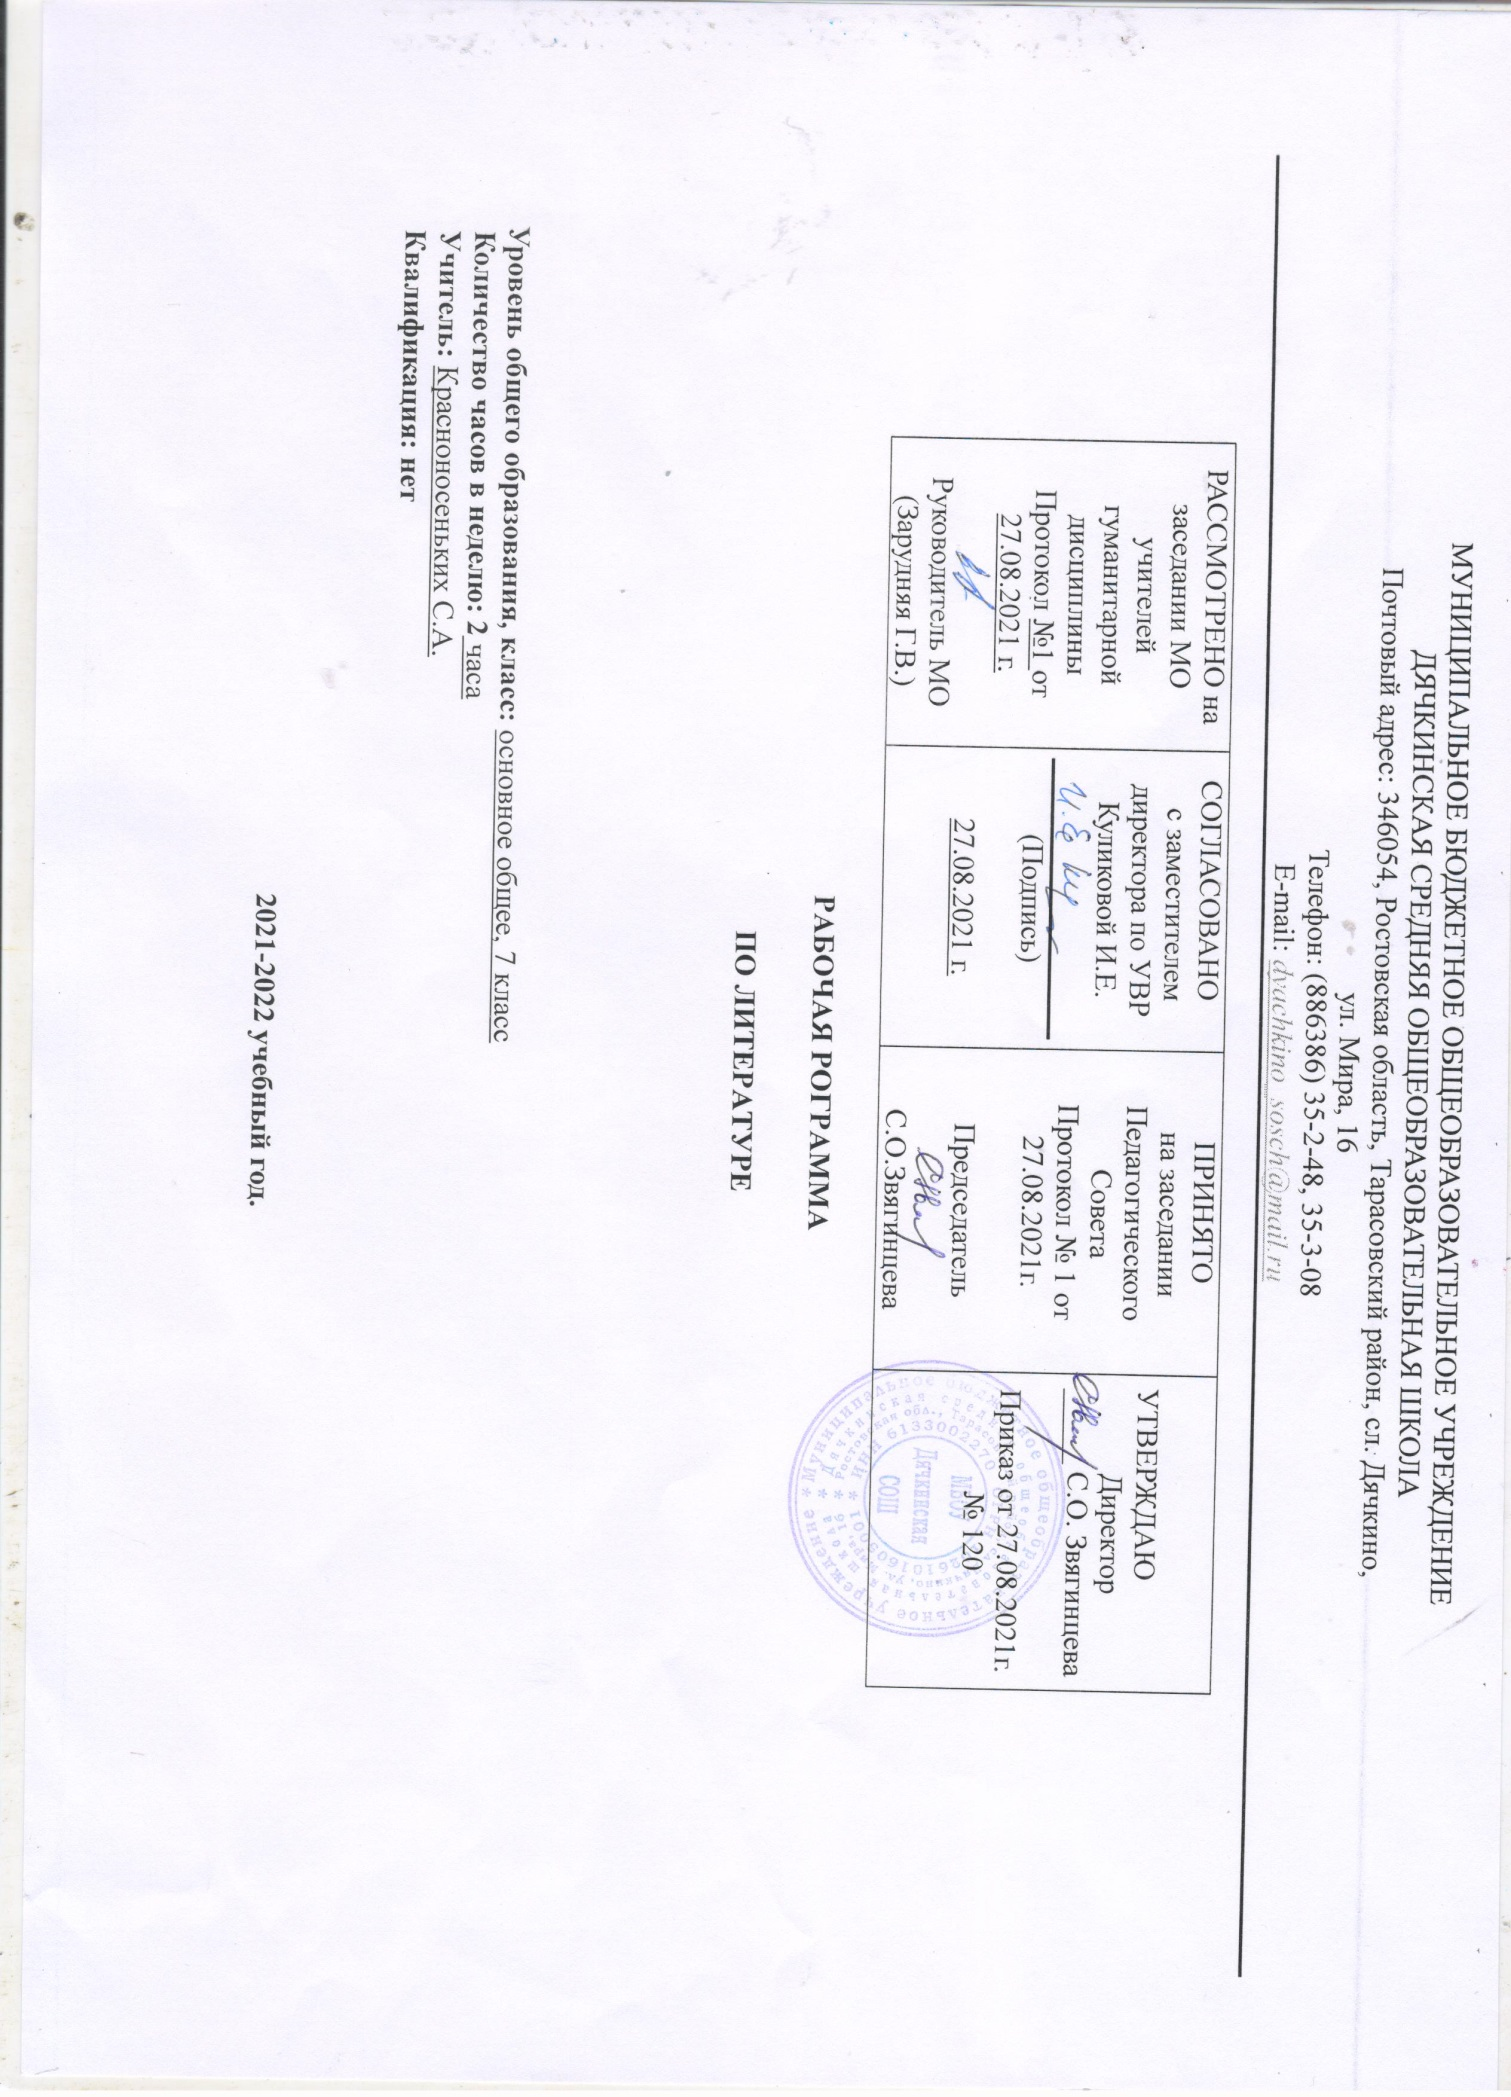 МУНИЦИПАЛЬНОЕ БЮДЖЕТНОЕ ОБЩЕОБРАЗОВАТЕЛЬНОЕ УЧРЕЖДЕНИЕ
ДЯЧКИНСКАЯ СРЕДНЯЯ ОБЩЕОБРАЗОВАТЕЛЬНАЯ ШКОЛА
Почтовый адрес: 346054, Ростовская область, Тарасовский район, сл. Дячкино,
ул. Мира, 16
Телефон: (886386) 35-2-48, 35-3-08
E-mail: dyachkino_sosch@mail.ru
РАССМОТРЕНО на
заседании МО
учителей
гуманитарной
дисциплины
Протокол №1 от
27.08.2021 г.
Руководитель МО
(Зарудняя Г.В.)
СОГЛАСОВАНО
с заместителем
директора по УВР
Куликовой И.Е.
(Подпись)
27.08.2021 г.
ПРИНЯТО
на заседании
Педагогического
Совета
Протокол № 1 от
27.08.2021г.
Председатель
С.О.Звягинцева
УТВЕРЖДАЮ
Директор
С.О. Звягинцева
Приказ от 27.08.2021г.
№ 120
МБОУ
Дячкинская
СОШ
РАБОЧАЯ РОГРАММА
ПО ЛИТЕРАТУРЕ
Уровень общего образования, класс: основное общее, 7 класс
Количество часов в неделю: 2 часа
Учитель: Красноносеньких С.А.
Квалификация: нет
2021-2022 учебный год.